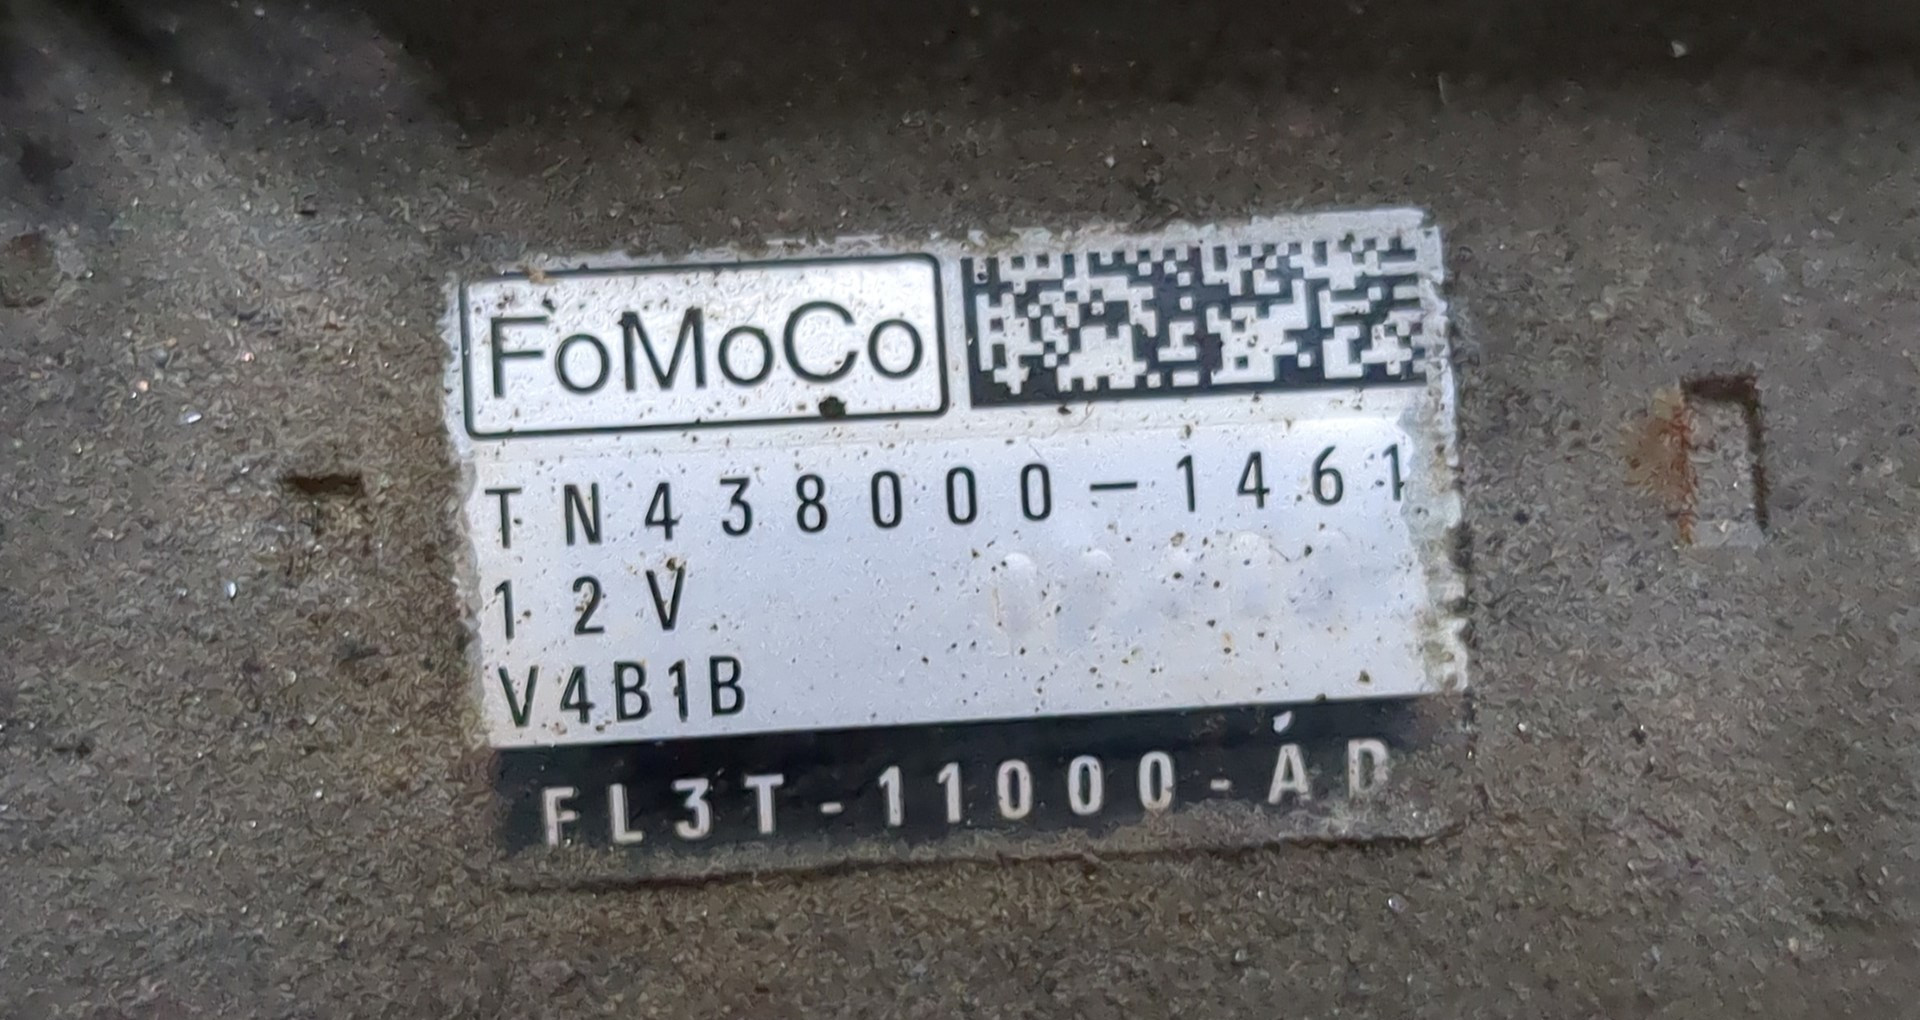 FoMoCo
TN438000-1461
12V
V4B1B
FL3T-11000-AD